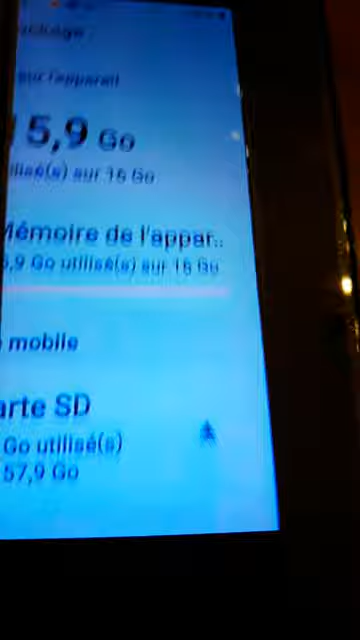 sur l'appareil
5,9 Go
utilisé(s) sur 16 Go
Mémoire de l'appar..
5,9 Go utilisé(s) sur 16 Go
mobile
arte SD
Go utilisé(s)
57,9 Go